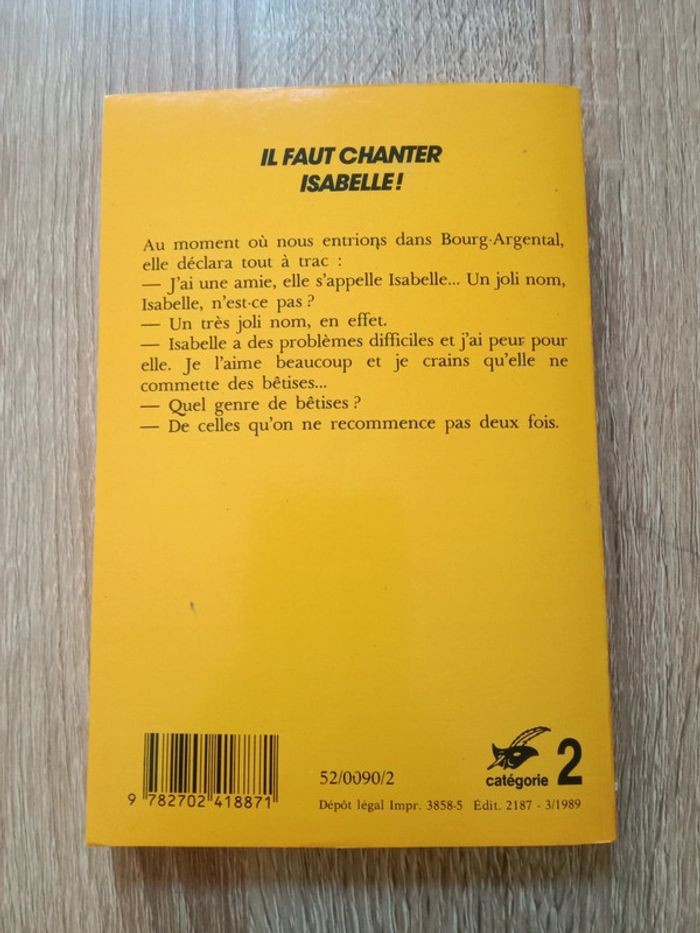 IL FAUT CHANTER
ISABELLE !
Au moment où nous entrions dans Bourg-Argental,
elle déclara tout à trac :
— J'ai une amie, elle s'appelle Isabelle... Un joli nom,
Isabelle, n'est-ce pas ?
— Un très joli nom, en effet.
— Isabelle a des problèmes difficiles et j'ai peur pour
elle. Je l'aime beaucoup et je crains qu'elle ne
commette des bêtises...
— Quel genre de bêtises ?
— De celles qu'on ne recommence pas deux fois.
9 782702 418871
52/0090/2
catégorie 2
Dépôt légal Impr. 3858-5 Édit. 2187 - 3/1989